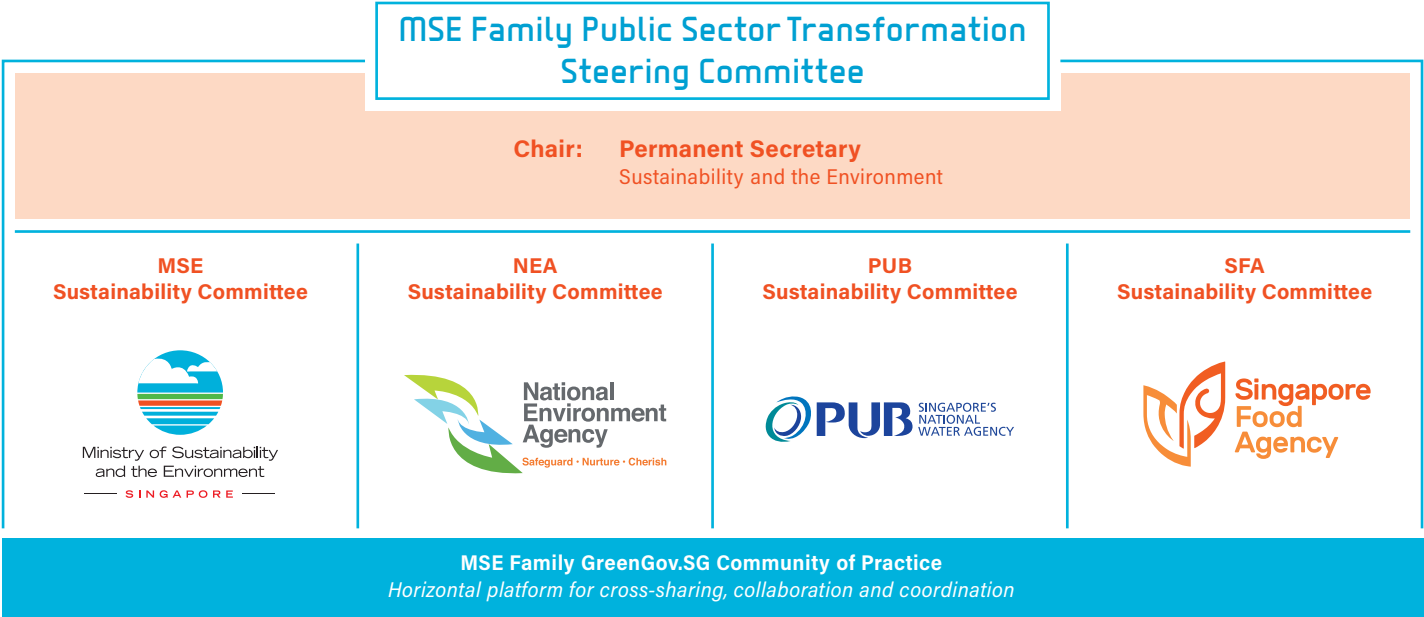 MSE Family Public Sector Transformation
Steering Committee
Chair: Permanent Secretary
Sustainability and the Environment
MSE
Sustainability Committee
Ministry of Sustainability
and the Environment
SINGAPORE
NEA
Sustainability Committee
National
Environment
Agency
Safeguard · Nurture · Cherish
PUB
Sustainability Committee
PUB
SINGAPORE'S
NATIONAL
WATER AGENCY
SFA
Sustainability Committee
Singapore
Food
Agency
MSE Family GreenGov.SG Community of Practice
Horizontal platform for cross-sharing, collaboration and coordination